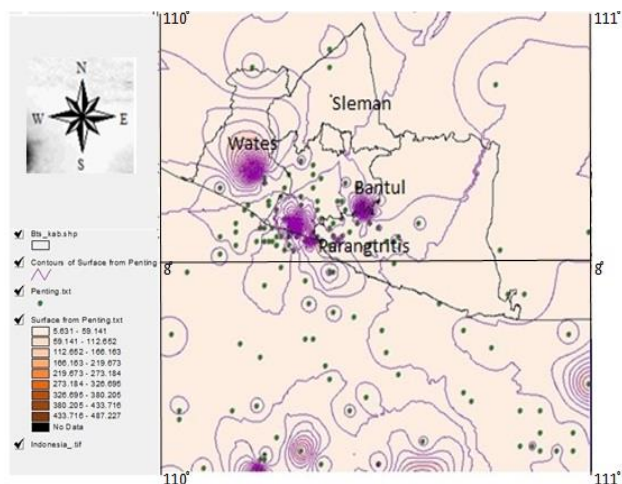 110°
111°
N
W E
S
Sleman
Wates
Bantul
Parangtritis
8°
8°
Bts_kab.shp
Contours of Surface from Penting
Penting.txt
Surface from Penting.txt
5.631 - 59.141
59.141 - 112.652
112.652 - 166.163
166.163 - 219.673
219.673 - 273.184
273.184 - 326.695
326.695 - 380.205
380.205 - 433.716
433.716 - 487.227
No Data
Indonesia_.tif
110°
111°